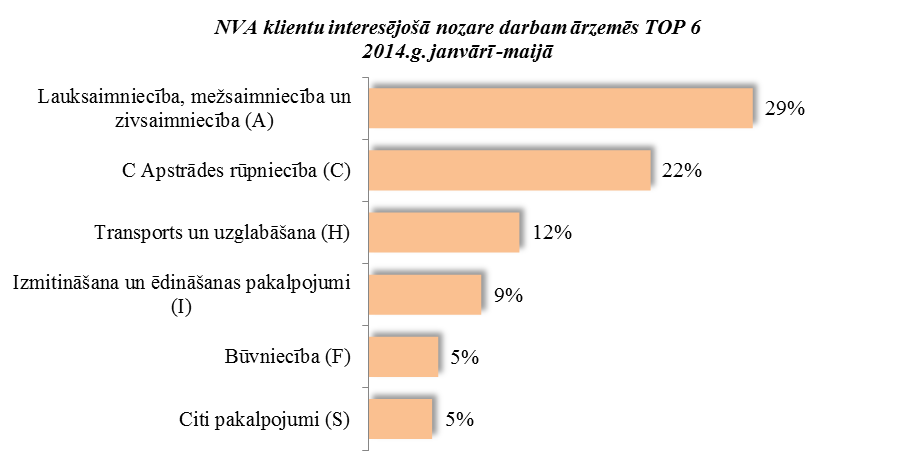 NVA klientu interesējošā nozare darbam ārzemēs TOP 6
2014.g. janvārī -maijā
Lauksaimniecība, mežsaimniecība un
zivsaimniecība (A)
29%
C Apstrādes rūpniecība (C)
22%
Transports un uzglabāšana (H)
12%
Izmitināšana un ēdināšanas pakalpojumi
(I)
9%
Būvniecība (F)
5%
Citi pakalpojumi (S)
5%